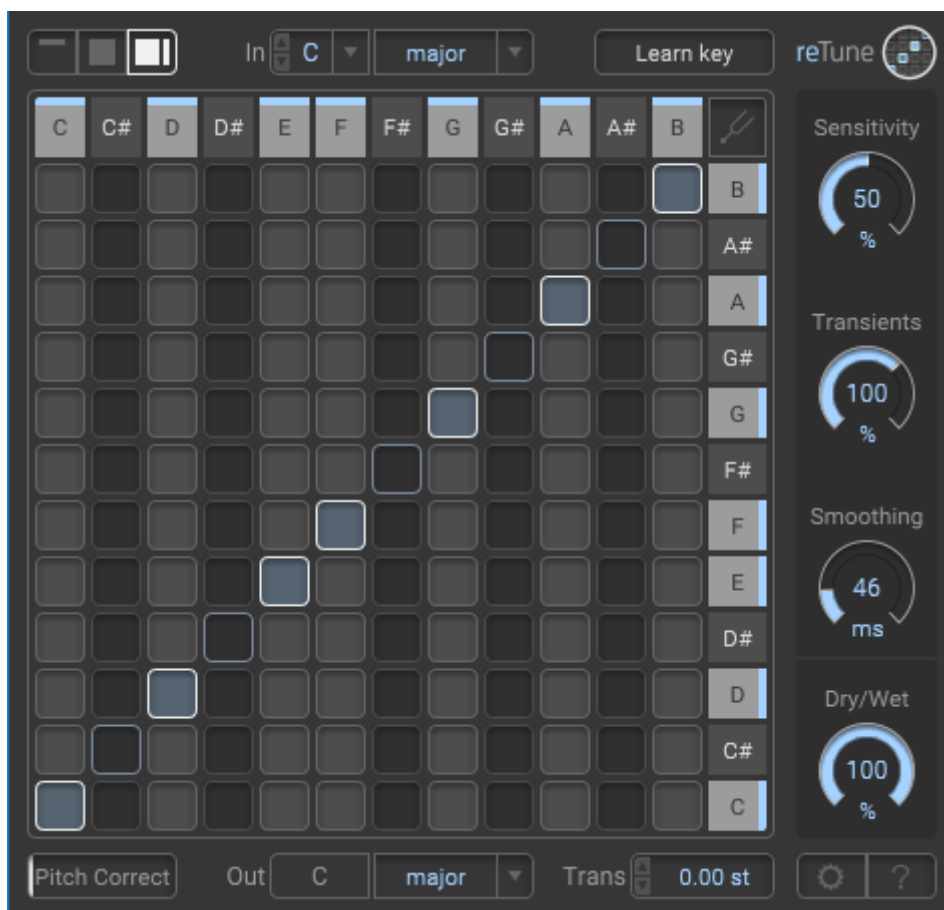 In C major Learn key reTune
C C# D D# E F F# G G# A A# B
Sensitivity
50
%
B
A#
A
Transients
100
%
G#
G
F#
F
Smoothing
46
ms
E
D#
D
Dry/Wet
100
%
C#
C
Pitch Correct Out C major Trans 0.00 st ?